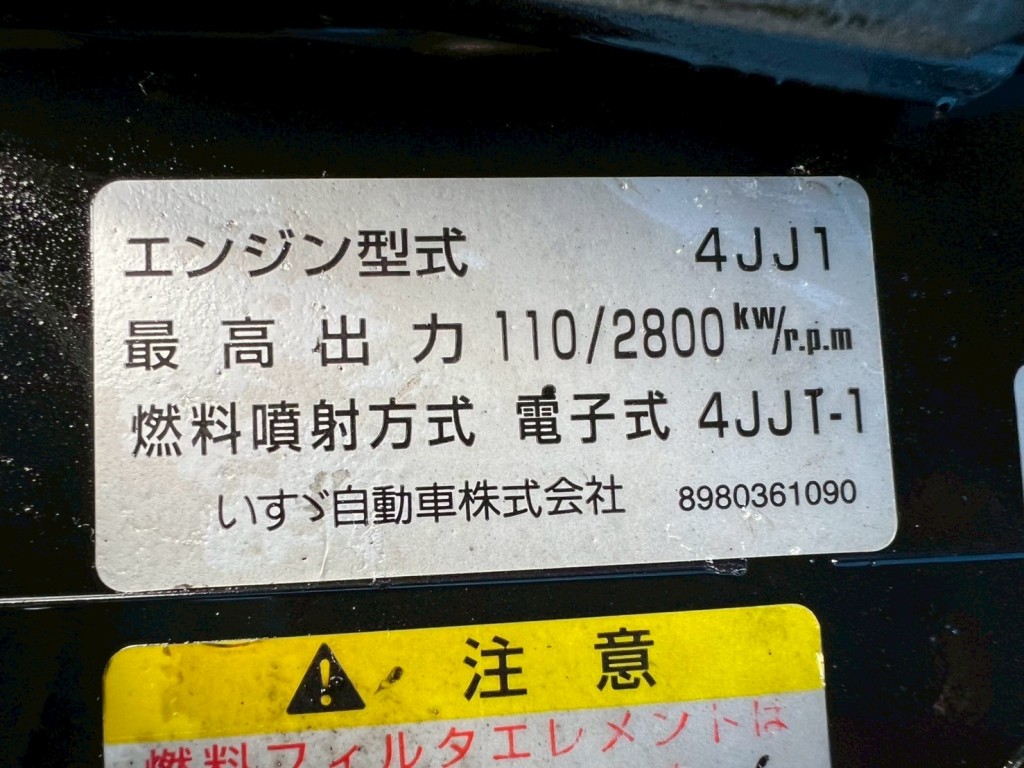 エンジン型式 4JJ1
最高出力 110/2800 kw/r.p.m
燃料噴射方式 電子式 4JJT-1
いすゞ自動車株式会社 8980361090
注意
燃料フィルタエレメントは